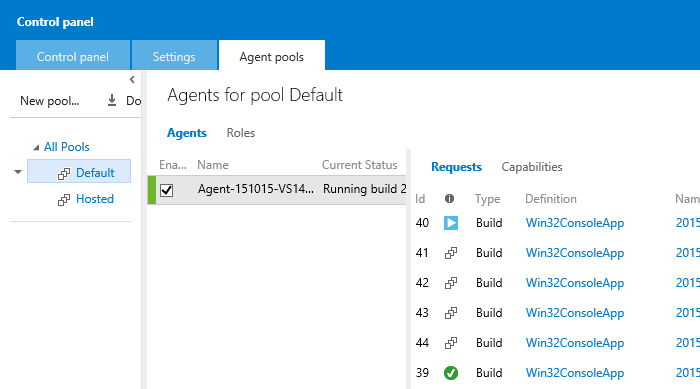 Control panel
Control panel Settings Agent pools
New pool... Do
All Pools
Default
Hosted
Agents for pool Default
Agents Roles
Ena... Name Current Status
Agent-151015-VS14... Running build 2
Requests Capabilities
Id Type Definition Nam
40 Build Win32ConsoleApp 2015
41 Build Win32ConsoleApp 2015
42 Build Win32ConsoleApp 2015
43 Build Win32ConsoleApp 2015
44 Build Win32ConsoleApp 2015
39 Build Win32ConsoleApp 2015